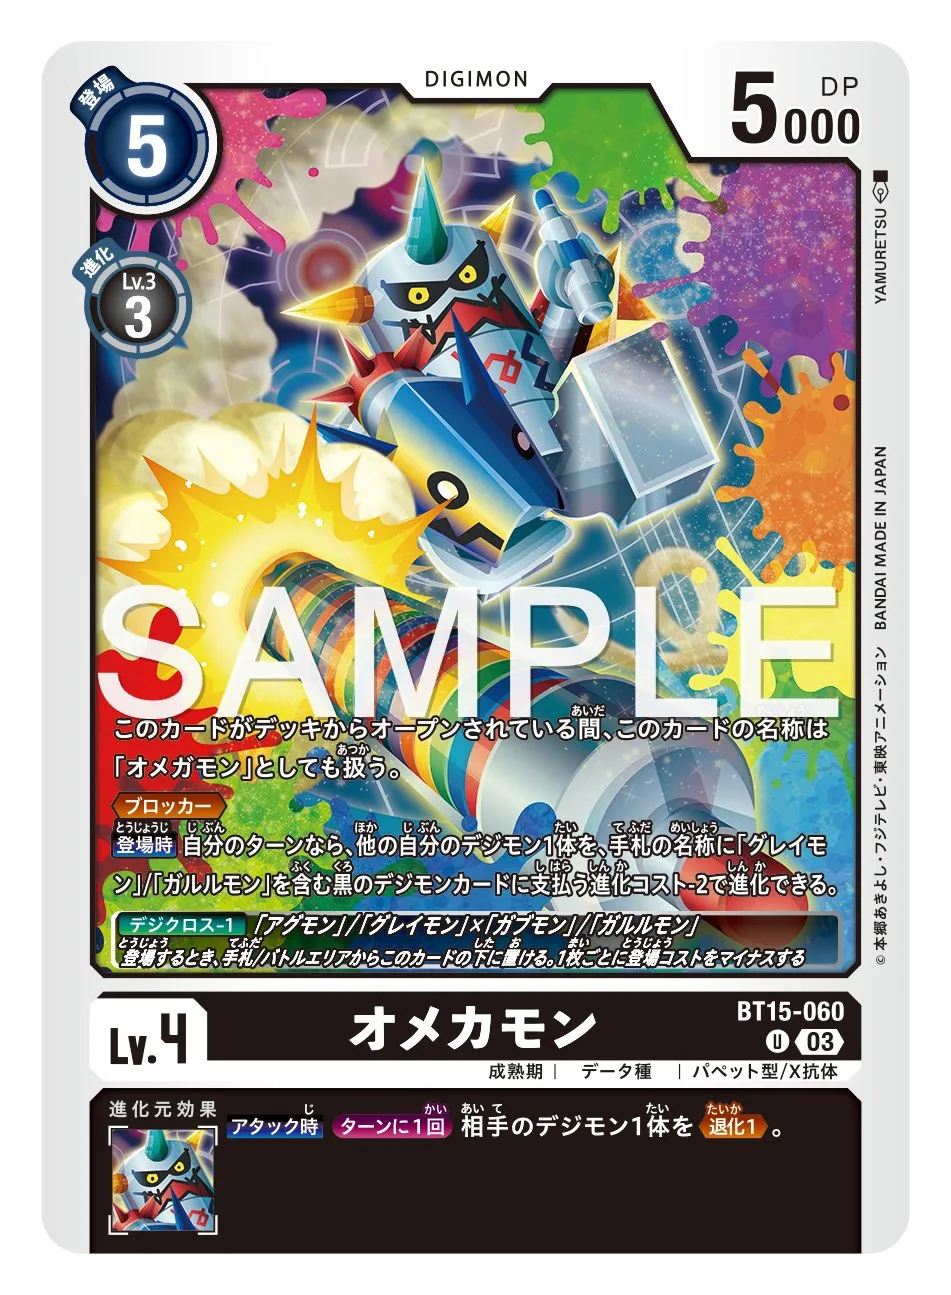 DIGIMON
登場
5
DP
5000
進化
Lv.3
3
YAMURETSU
BANDAI MADE IN JAPAN
©本郷あきよし・フジテレビ・東映アニメーション
SAMPLE
このカードがデッキからオープンされている間、このカードの名称は
「オメガモン」としても扱う。
ブロッカー
登場時 自分のターンなら、他の自分のデジモン1体を、手札の名称に「グレイモ
ン」/「ガルルモン」を含む黒のデジモンカードに支払う進化コスト-2で進化できる。
デジクロス-1 「アグモン」/「グレイモン」×「ガブモン」/「ガルルモン」
登場するとき、手札/バトルエリアからこのカードの下に置ける。1枚ごとに登場コストをマイナスする
Lv.4
オメカモン
BT15-060
U 03
成熟期 | データ種 | パペット型/X抗体
進化元効果
アタック時 ターンに1回 相手のデジモン1体を 退化1 。